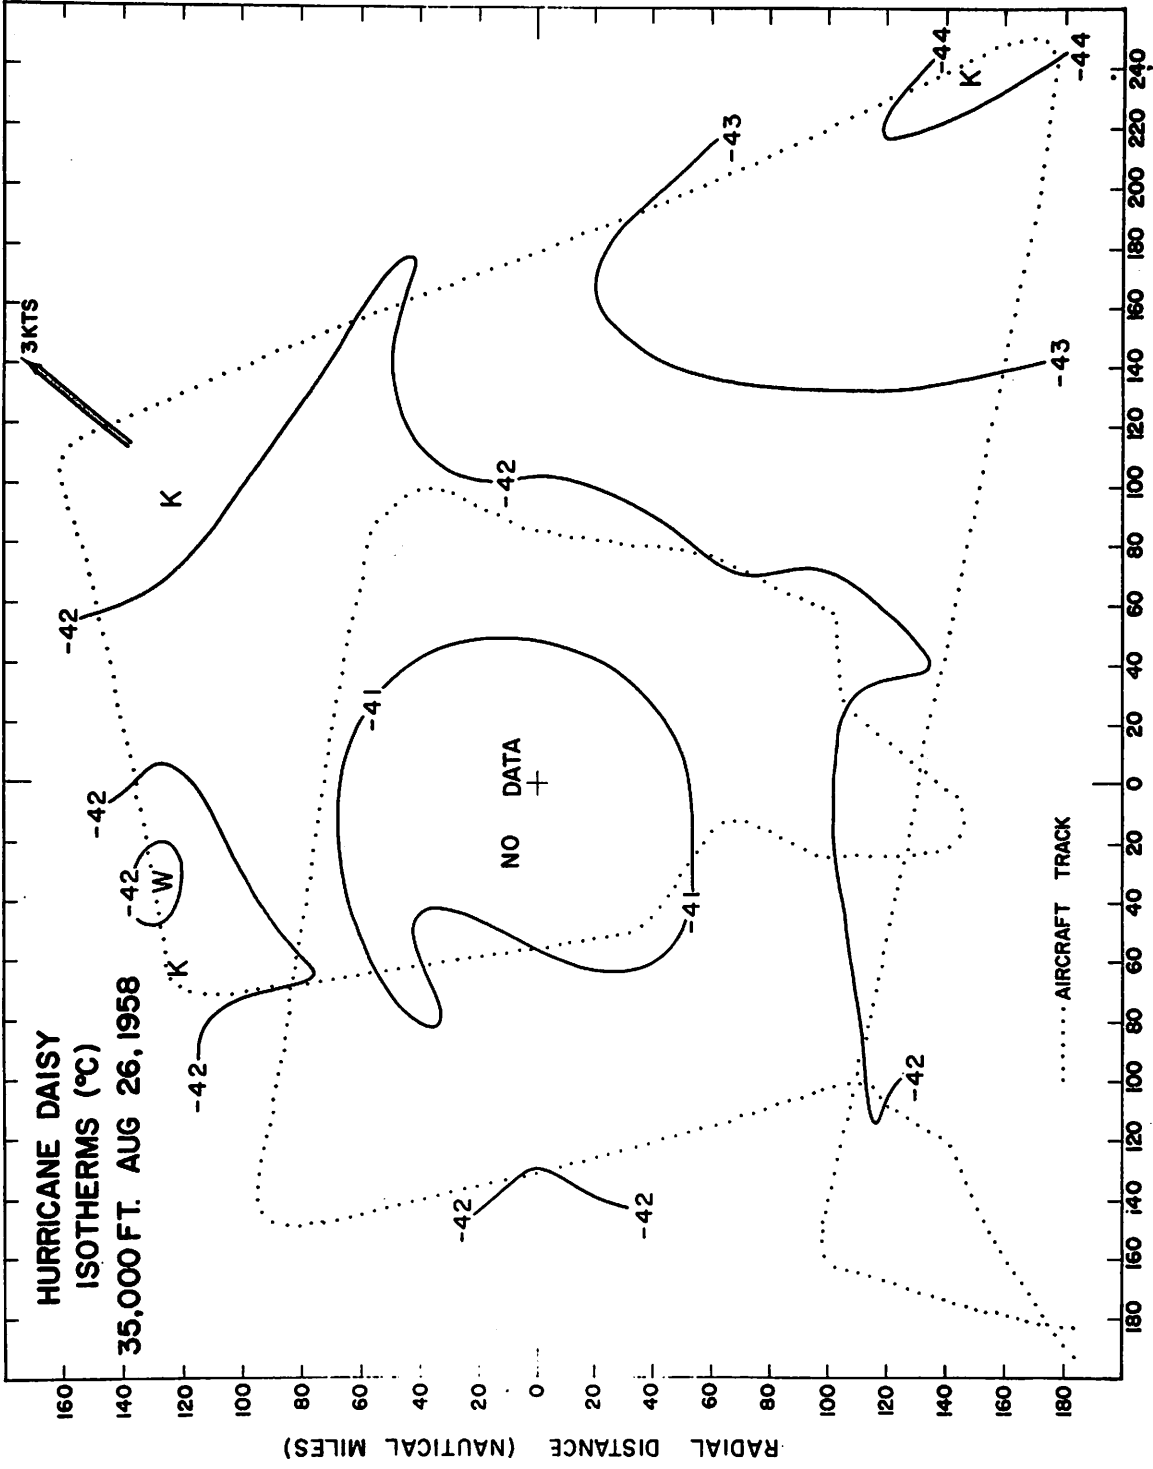 HURRICANE DAISY
ISOTHERMS (°C)
35,000 FT. AUG 26, 1958
3 KTS
-42
K
-42
-42
W
K
-42
-41
NO DATA
-41
-42
-42
-42
-42
-43
-43
-44
K
-44
AIRCRAFT TRACK
160 140 120 100 80 60 40 20 0 20 40 60 80 100 120 140 160 180
RADIAL DISTANCE (NAUTICAL MILES)
180 160 140 120 100 80 60 40 20 0 20 40 60 80 100 120 140 160 180 200 220 240